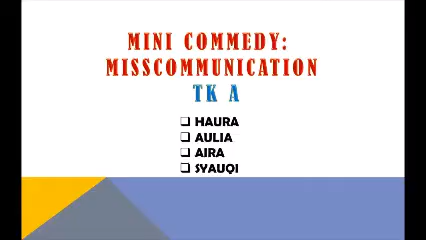 MINI COMMEDY:
MISSCOMMUNICATION
TK A
HAURA
AULIA
AIRA
SYAUQI